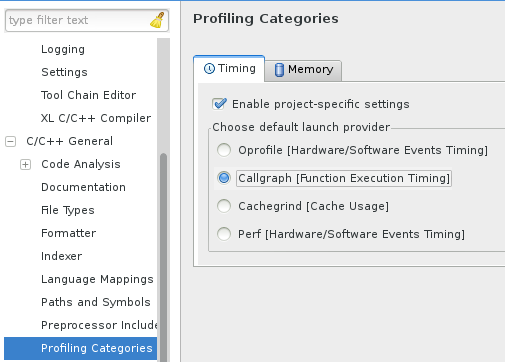 type filter text
Logging
Settings
Tool Chain Editor
XL C/C++ Compiler
C/C++ General
Code Analysis
Documentation
File Types
Formatter
Indexer
Language Mappings
Paths and Symbols
Preprocessor Include
Profiling Categories
Profiling Categories
Timing
Memory
Enable project-specific settings
Choose default launch provider
Oprofile [Hardware/Software Events Timing]
Callgraph [Function Execution Timing]
Cachegrind [Cache Usage]
Perf [Hardware/Software Events Timing]